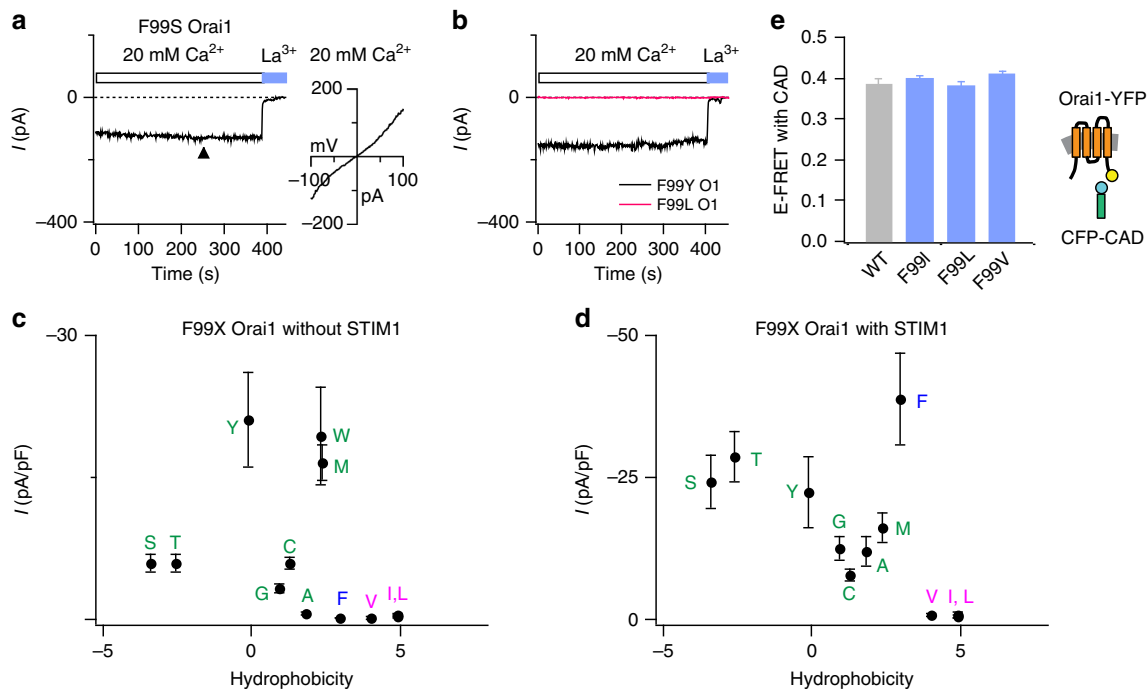 a
F99S Orai1
20 mM Ca2+
La3+
20 mM Ca2+
0
−400
I (pA)
200
mV
−100
100
pA
−200
0 100 200 300 400
Time (s)
b
20 mM Ca2+
La3+
0
−400
I (pA)
F99Y O1
F99L O1
0 100 200 300 400
Time (s)
e
0.5
0.4
0.3
0.2
0.1
0.0
E-FRET with CAD
WT
F99I
F99L
F99V
Orai1-YFP
CFP-CAD
c
F99X Orai1 without STIM1
−30
0
I (pA/pF)
Y
W
M
S
T
C
G
A
F
V
I,L
−5 0 5
Hydrophobicity
d
F99X Orai1 with STIM1
−50
−25
0
I (pA/pF)
F
S
T
Y
G
M
C
A
V
I, L
0 5
−5
Hydrophobicity